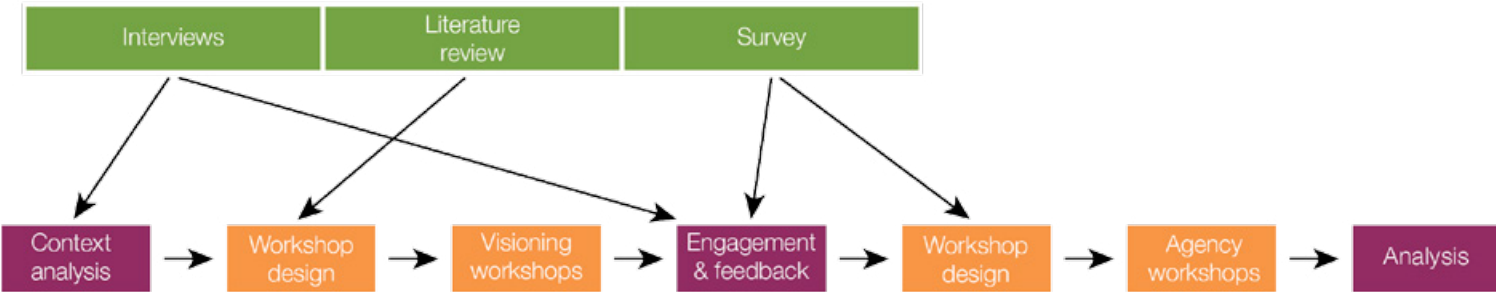 Interviews
Literature
review
Survey
Context
analysis
Workshop
design
Visioning
workshops
Engagement
& feedback
Workshop
design
Agency
workshops
Analysis